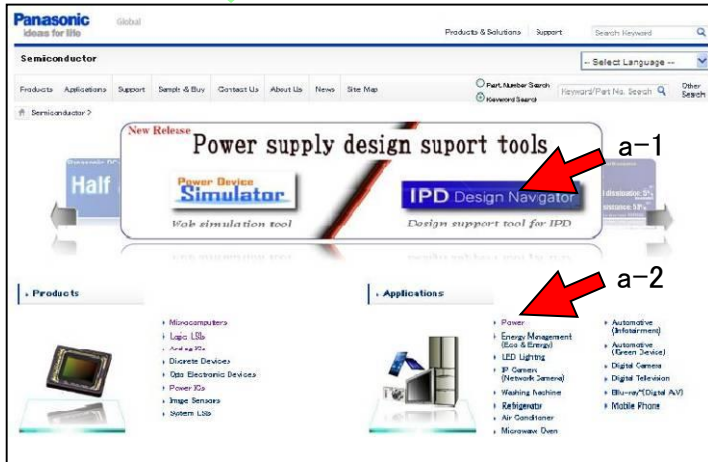 Panasonic
ideas for life
Global
Products & Solutions
Support
Search Keyword
Semiconductor
-- Select Language --
Products
Applications
Support
Sample & Buy
Contact Us
About Us
News
Site Map
Part Number Search
Keyword Search
Keyword/Part No. Search
Other
Search
Semiconductor >
New Release
Power supply design suport tools
a-1
Half
Power Device
Simulator
IPD Design Navigator
Web simulation tool
Design support tool for IPD
a-2
Products
Microcomputers
Logic LSIs
Analog ICs
Discrete Devices
Opto Electronic Devices
Power ICs
Image Sensors
System LSIs
Applications
Power
Energy Management
(Eco & Energy)
LED Lighting
IP Camera
(Network Camera)
Washing Machine
Refrigerator
Air Conditioner
Microwave Oven
Automotive
(Infotainment)
Automotive
(Green Device)
Digital Camera
Digital Television
Blu-ray™(Digital AV)
Mobile Phone